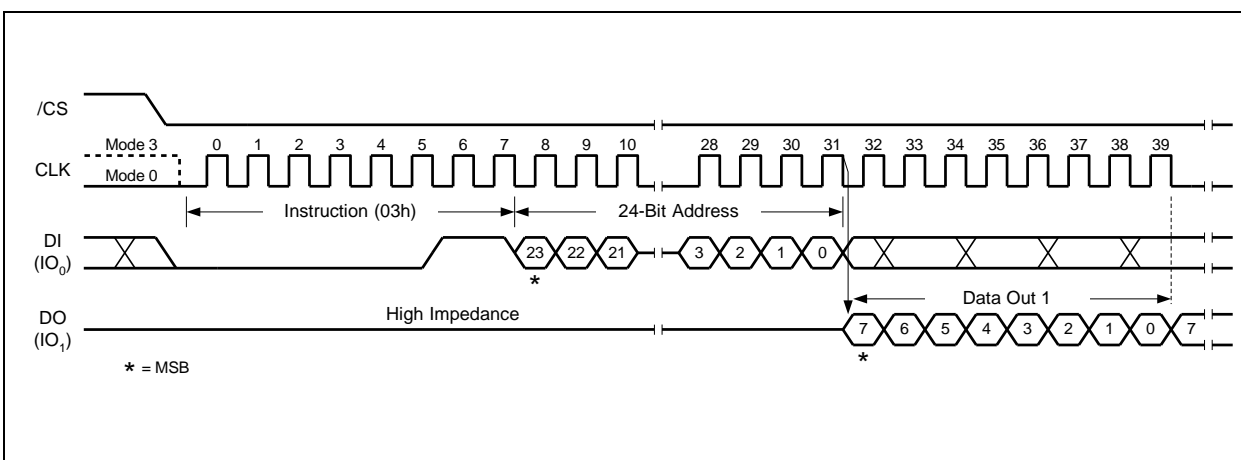 /CS
Mode 3
0 1 2 3 4 5 6 7 8 9 10 28 29 30 31 32 33 34 35 36 37 38 39
CLK
Mode 0
Instruction (03h) 24-Bit Address
DI
(IO0)
23 22 21 3 2 1 0
*
High Impedance
Data Out 1
DO
(IO1)
7 6 5 4 3 2 1 0 7
*
* = MSB